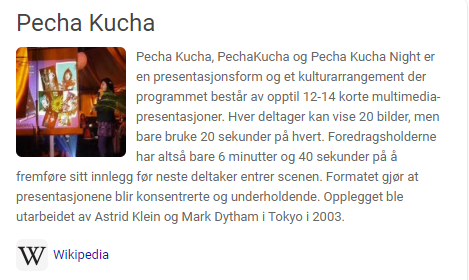 Pecha Kucha
Pecha Kucha, PechaKucha og Pecha Kucha Night er
en presentasjonsform og et kulturarrangement der
programmet består av opptil 12-14 korte multimedia-
presentasjoner. Hver deltager kan vise 20 bilder, men
bare bruke 20 sekunder på hvert. Foredragsholderne
har altså bare 6 minutter og 40 sekunder på å
fremføre sitt innlegg før neste deltaker entrer scenen. Formatet gjør at
presentasjonene blir konsentrerte og underholdende. Opplegget ble
utarbeidet av Astrid Klein og Mark Dytham i Tokyo i 2003.
W Wikipedia